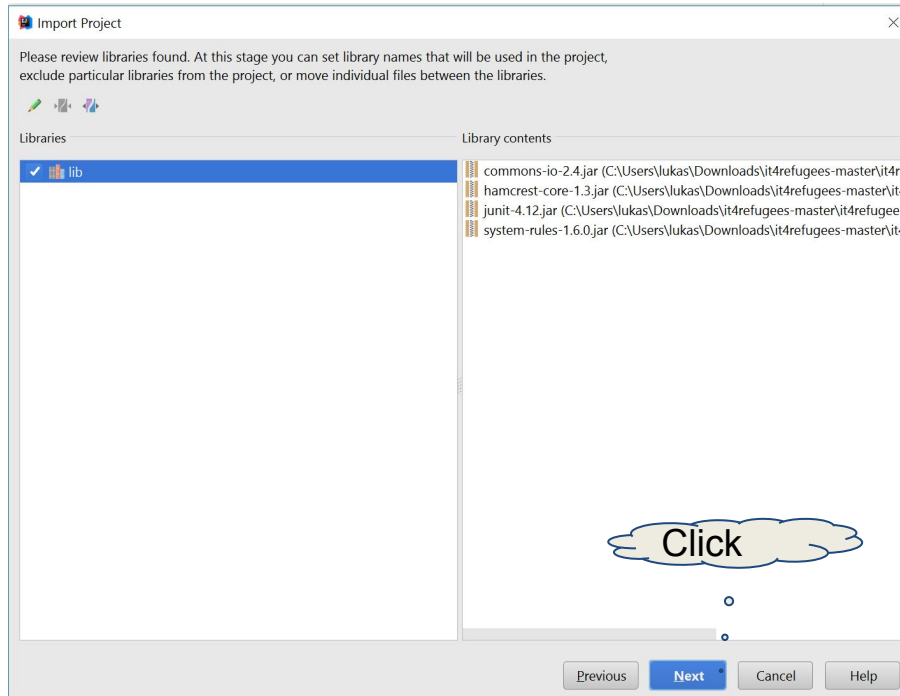 Import Project
Please review libraries found. At this stage you can set library names that will be used in the project,
exclude particular libraries from the project, or move individual files between the libraries.
Libraries
Library contents
lib
commons-io-2.4.jar (C:\Users\lukas\Downloads\it4refugees-master\it4r
hamcrest-core-1.3.jar (C:\Users\lukas\Downloads\it4refugees-master\it4
junit-4.12.jar (C:\Users\lukas\Downloads\it4refugees-master\it4refugee
system-rules-1.6.0.jar (C:\Users\lukas\Downloads\it4refugees-master\it4
Click
Previous Next Cancel Help